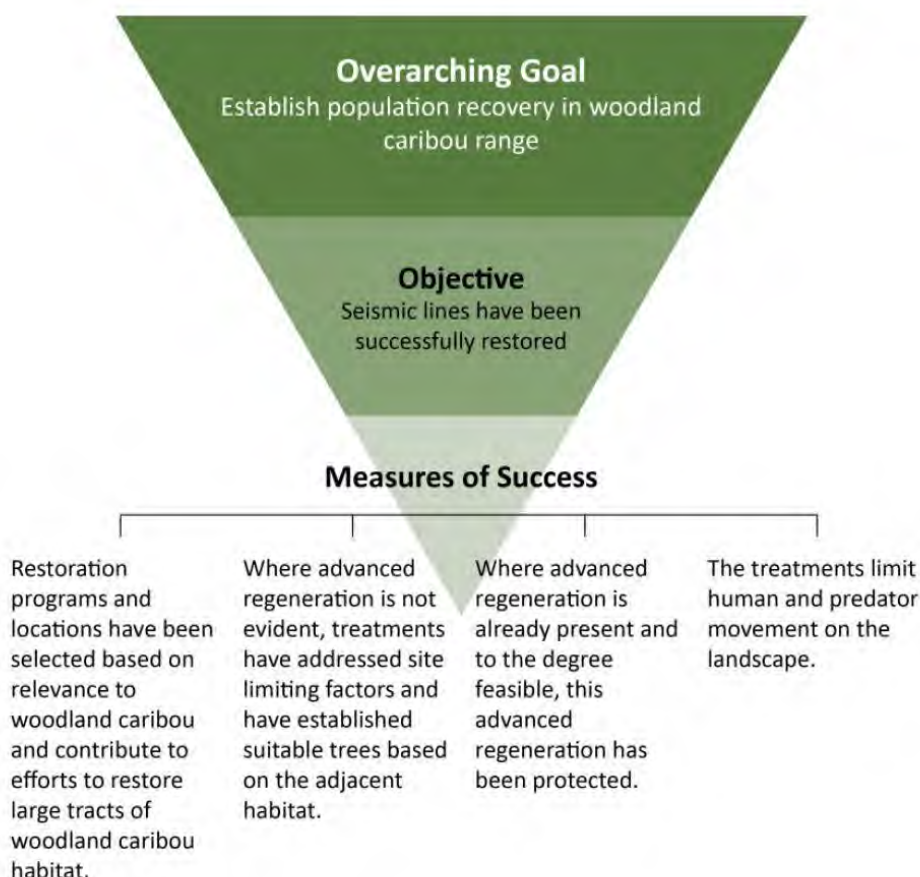 Overarching Goal
Establish population recovery in woodland
caribou range
Objective
Seismic lines have been
successfully restored
Measures of Success
Restoration
programs and
locations have been
selected based on
relevance to
woodland caribou
and contribute to
efforts to restore
large tracts of
woodland caribou
habitat.
Where advanced
regeneration is not
evident, treatments
have addressed site
limiting factors and
have established
suitable trees based
on the adjacent
habitat.
Where advanced
regeneration is
already present and
to the degree
feasible, this
advanced
regeneration has
been protected.
The treatments limit
human and predator
movement on the
landscape.